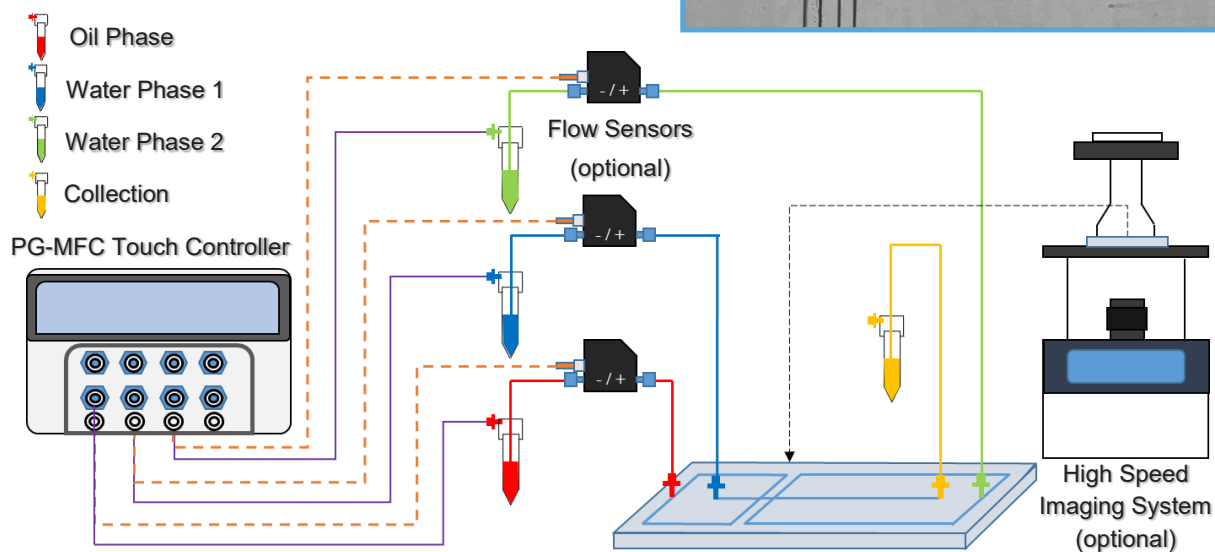 Oil Phase
Water Phase 1
Water Phase 2
Collection
PG-MFC Touch Controller
- / +
Flow Sensors
(optional)
- / +
- / +
High Speed
Imaging System
(optional)